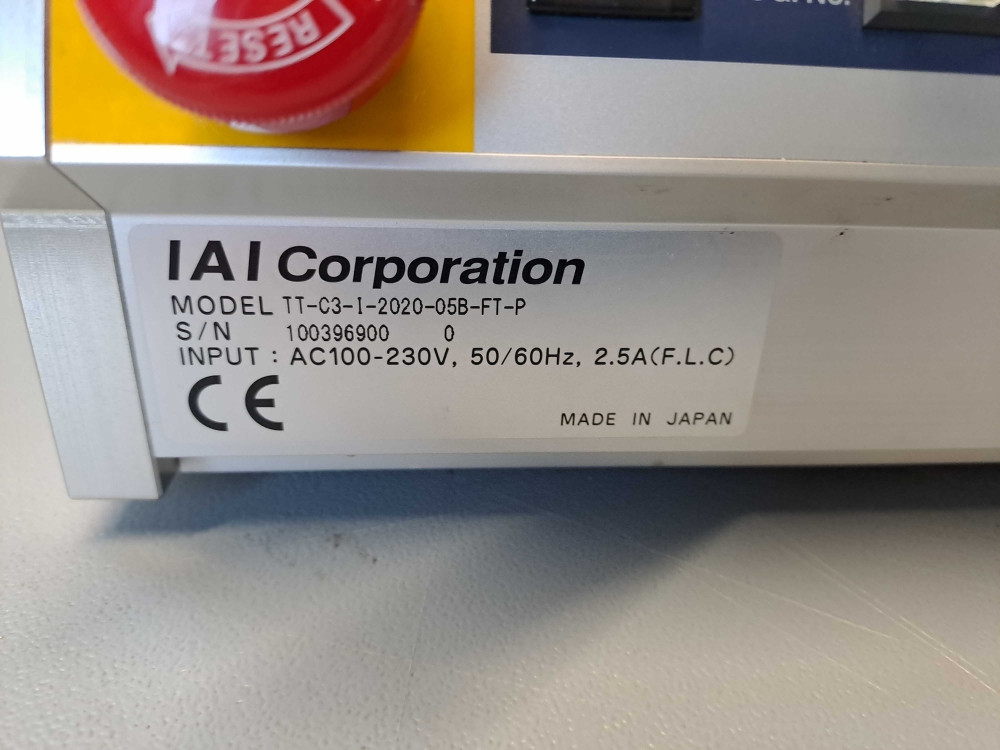 RESET
IAI Corporation
MODEL TT-C3-I-2020-05B-FT-P
S/N 100396900 0
INPUT : AC100-230V, 50/60Hz, 2.5A(F.L.C)
CE
MADE IN JAPAN